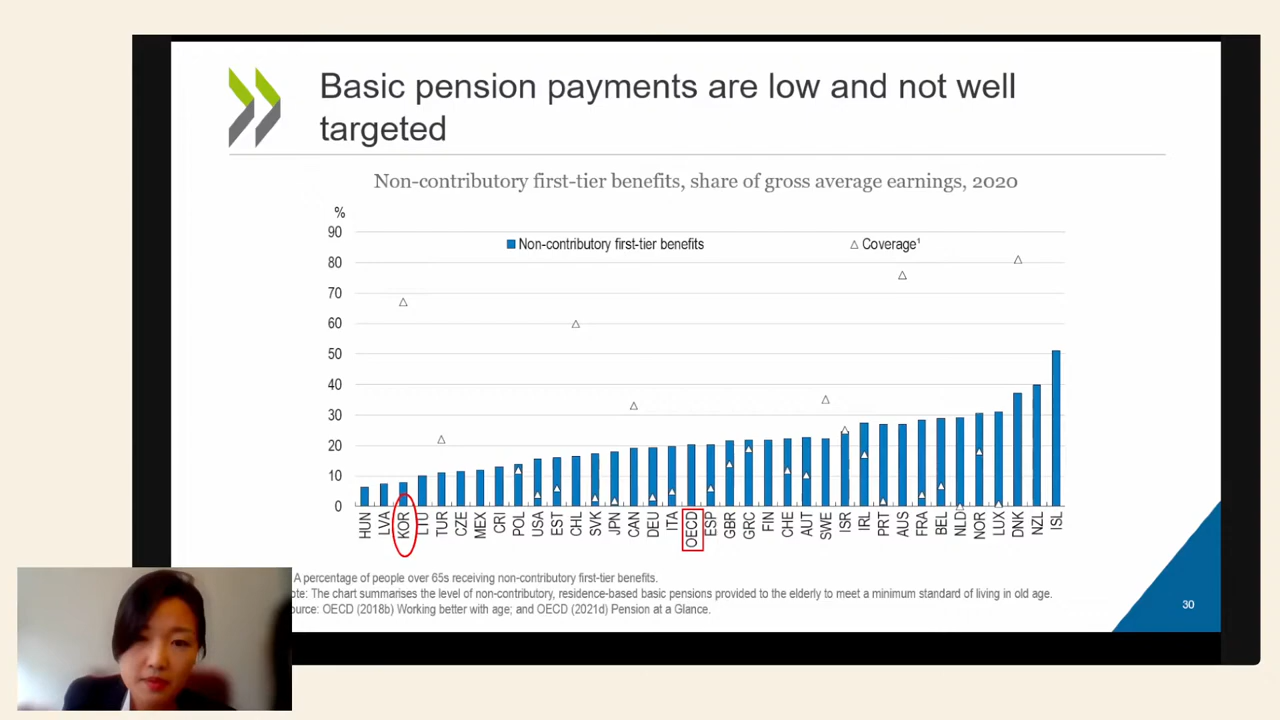 Basic pension payments are low and not well
targeted
Non-contributory first-tier benefits, share of gross average earnings, 2020
%
90
80
70
60
50
40
30
20
10
0
Non-contributory first-tier benefits
Coverage¹
HUN LVA KOR LTU TUR CZE MEX CRI POL USA EST CHL SVK JPN CAN DEU ITA OECD ESP GBR GRC FIN CHE AUT SWE ISR IRL PRT AUS FRA BEL NLD NOR LUX DNK NZL ISL
A percentage of people over 65s receiving non-contributory first-tier benefits.
ote: The chart summarises the level of non-contributory, residence-based basic pensions provided to the elderly to meet a minimum standard of living in old age.
ource: OECD (2018b) Working better with age; and OECD (2021d) Pension at a Glance.
30